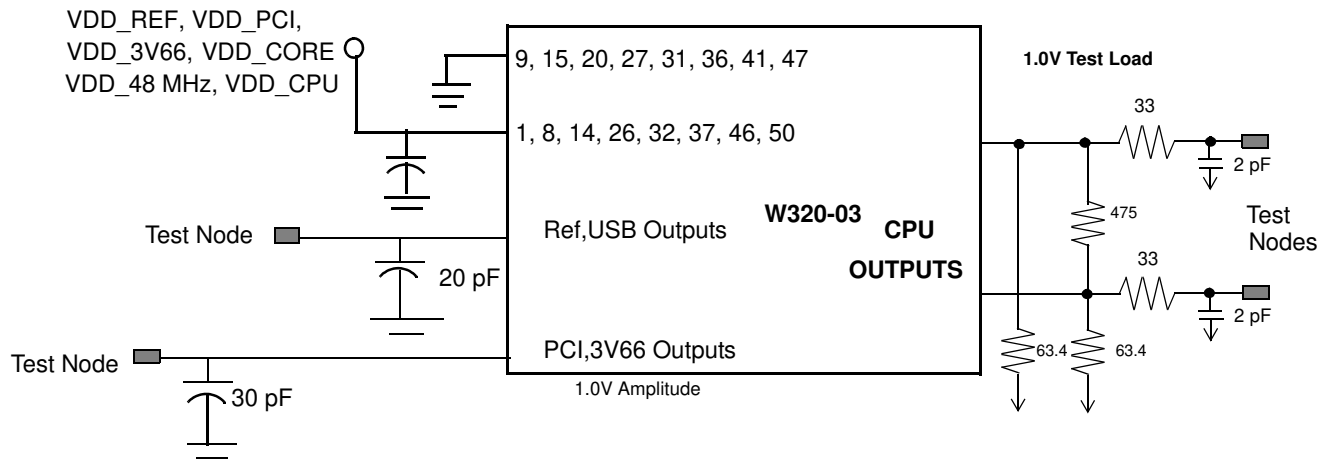 VDD_REF, VDD_PCI,
VDD_3V66, VDD_CORE
VDD_48 MHz, VDD_CPU
9, 15, 20, 27, 31, 36, 41, 47
1, 8, 14, 26, 32, 37, 46, 50
1.0V Test Load
33
2 pF
475
Test
Nodes
W320-03
CPU
OUTPUTS
Test Node
Ref,USB Outputs
20 pF
33
2 pF
63.4
63.4
Test Node
PCI,3V66 Outputs
30 pF
1.0V Amplitude